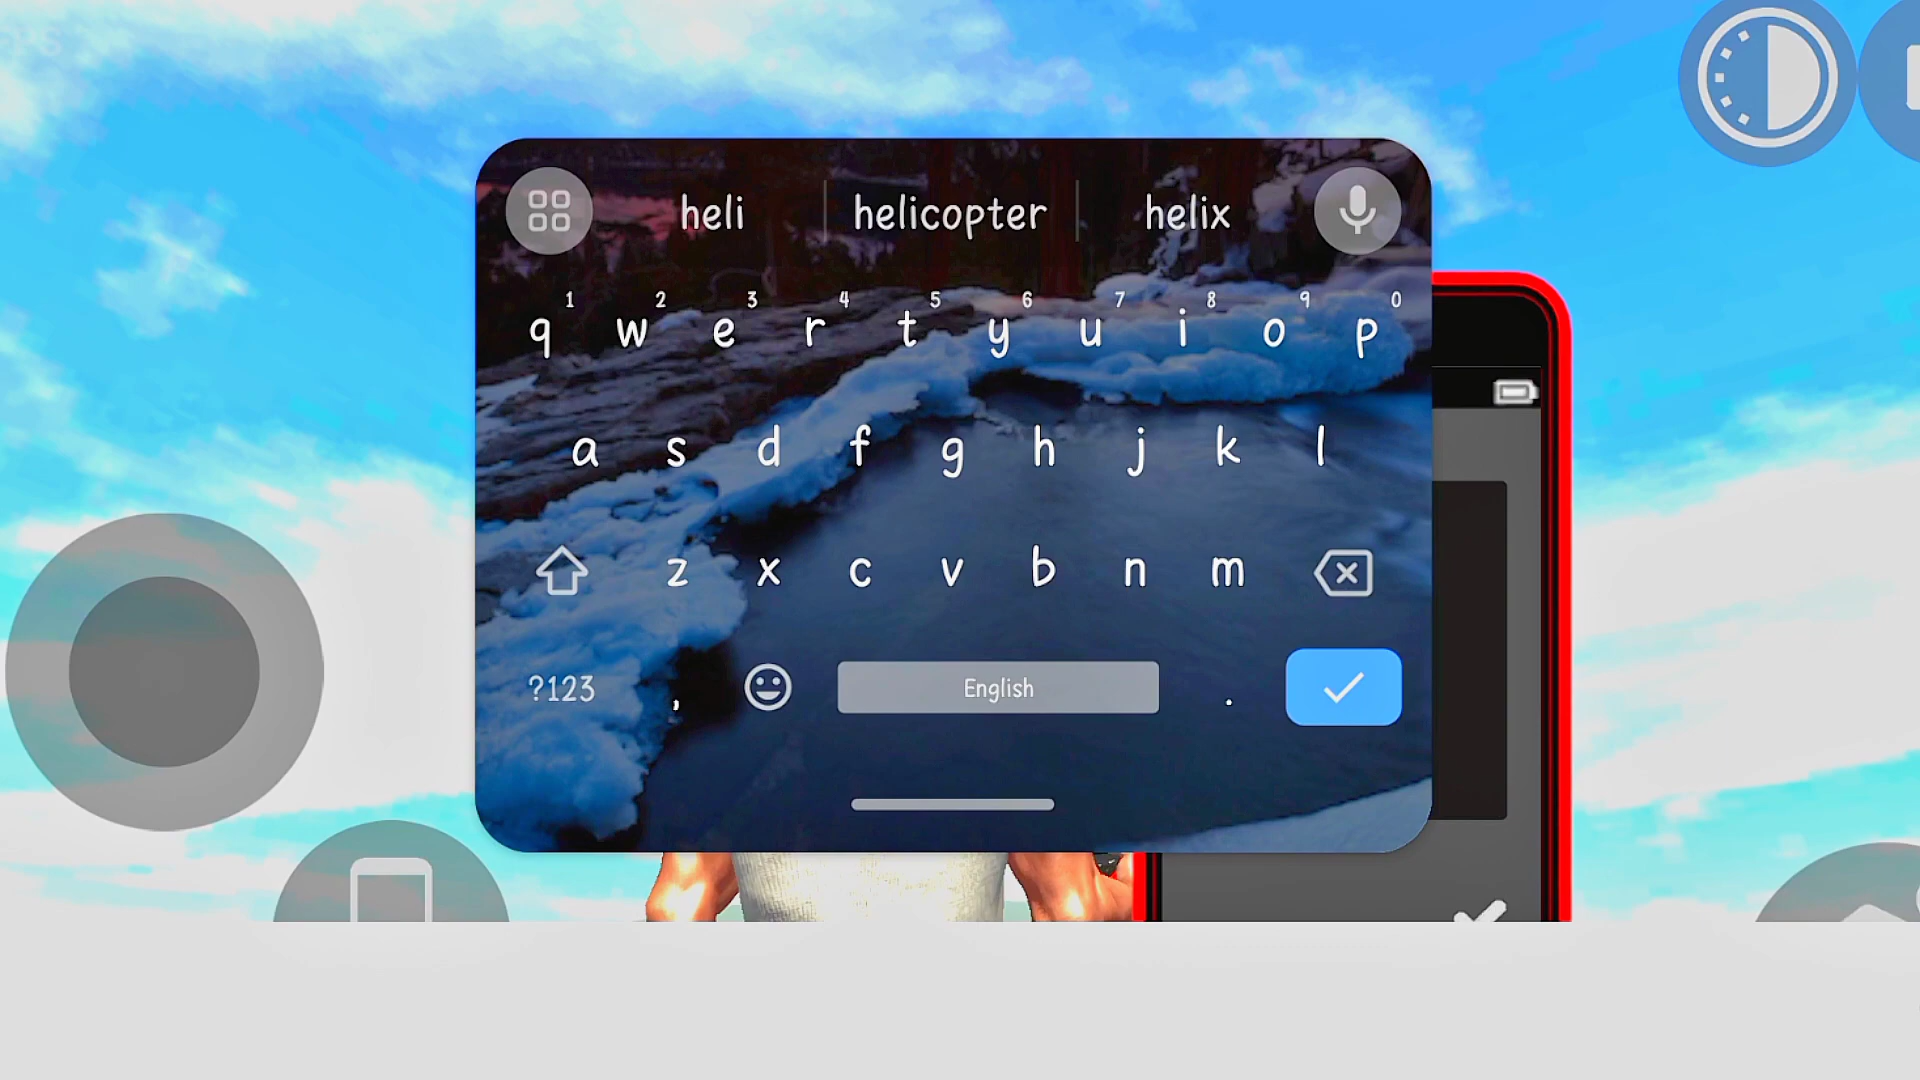 heli helicopter helix
1 2 3 4 5 6 7 8 9 0
q w e r t y u i o p
a s d f g h j k l
z x c v b n m
?123 , English .